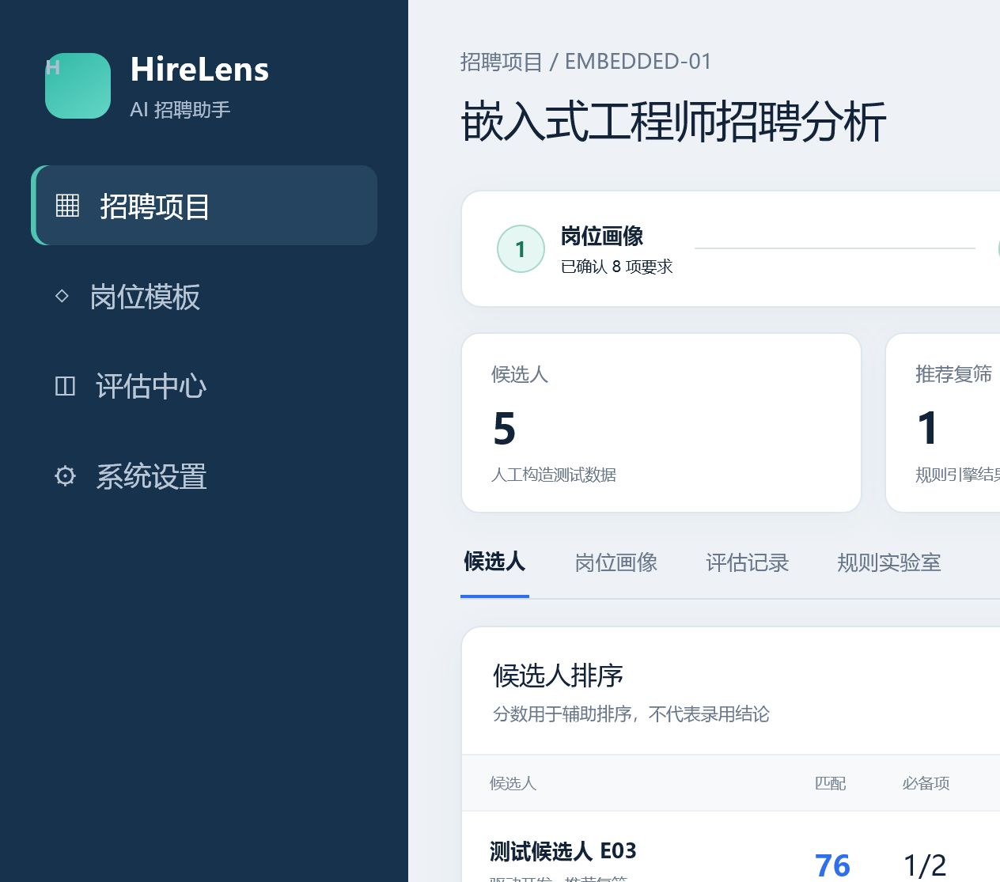 H
HireLens
AI 招聘助手
招聘项目
岗位模板
评估中心
系统设置
招聘项目 / EMBEDDED-01
嵌入式工程师招聘分析
1
岗位画像
已确认 8 项要求
候选人
5
人工构造测试数据
推荐复筛
1
规则引擎结果
候选人 岗位画像 评估记录 规则实验室
候选人排序
分数用于辅助排序，不代表录用结论
候选人 匹配 必备项
测试候选人 E03
76 1/2